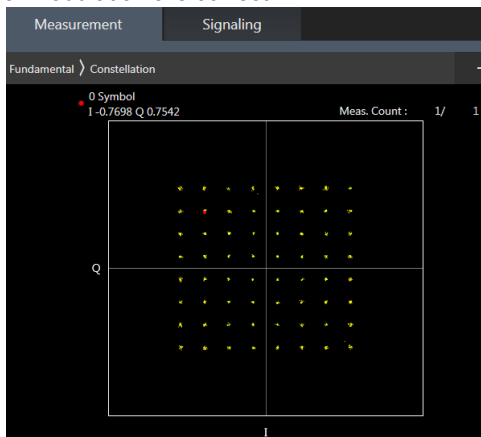 Measurement Signaling
Fundamental 〉 Constellation
0 Symbol
I -0.7698 Q 0.7542 Meas. Count : 1/ 1
Q
I